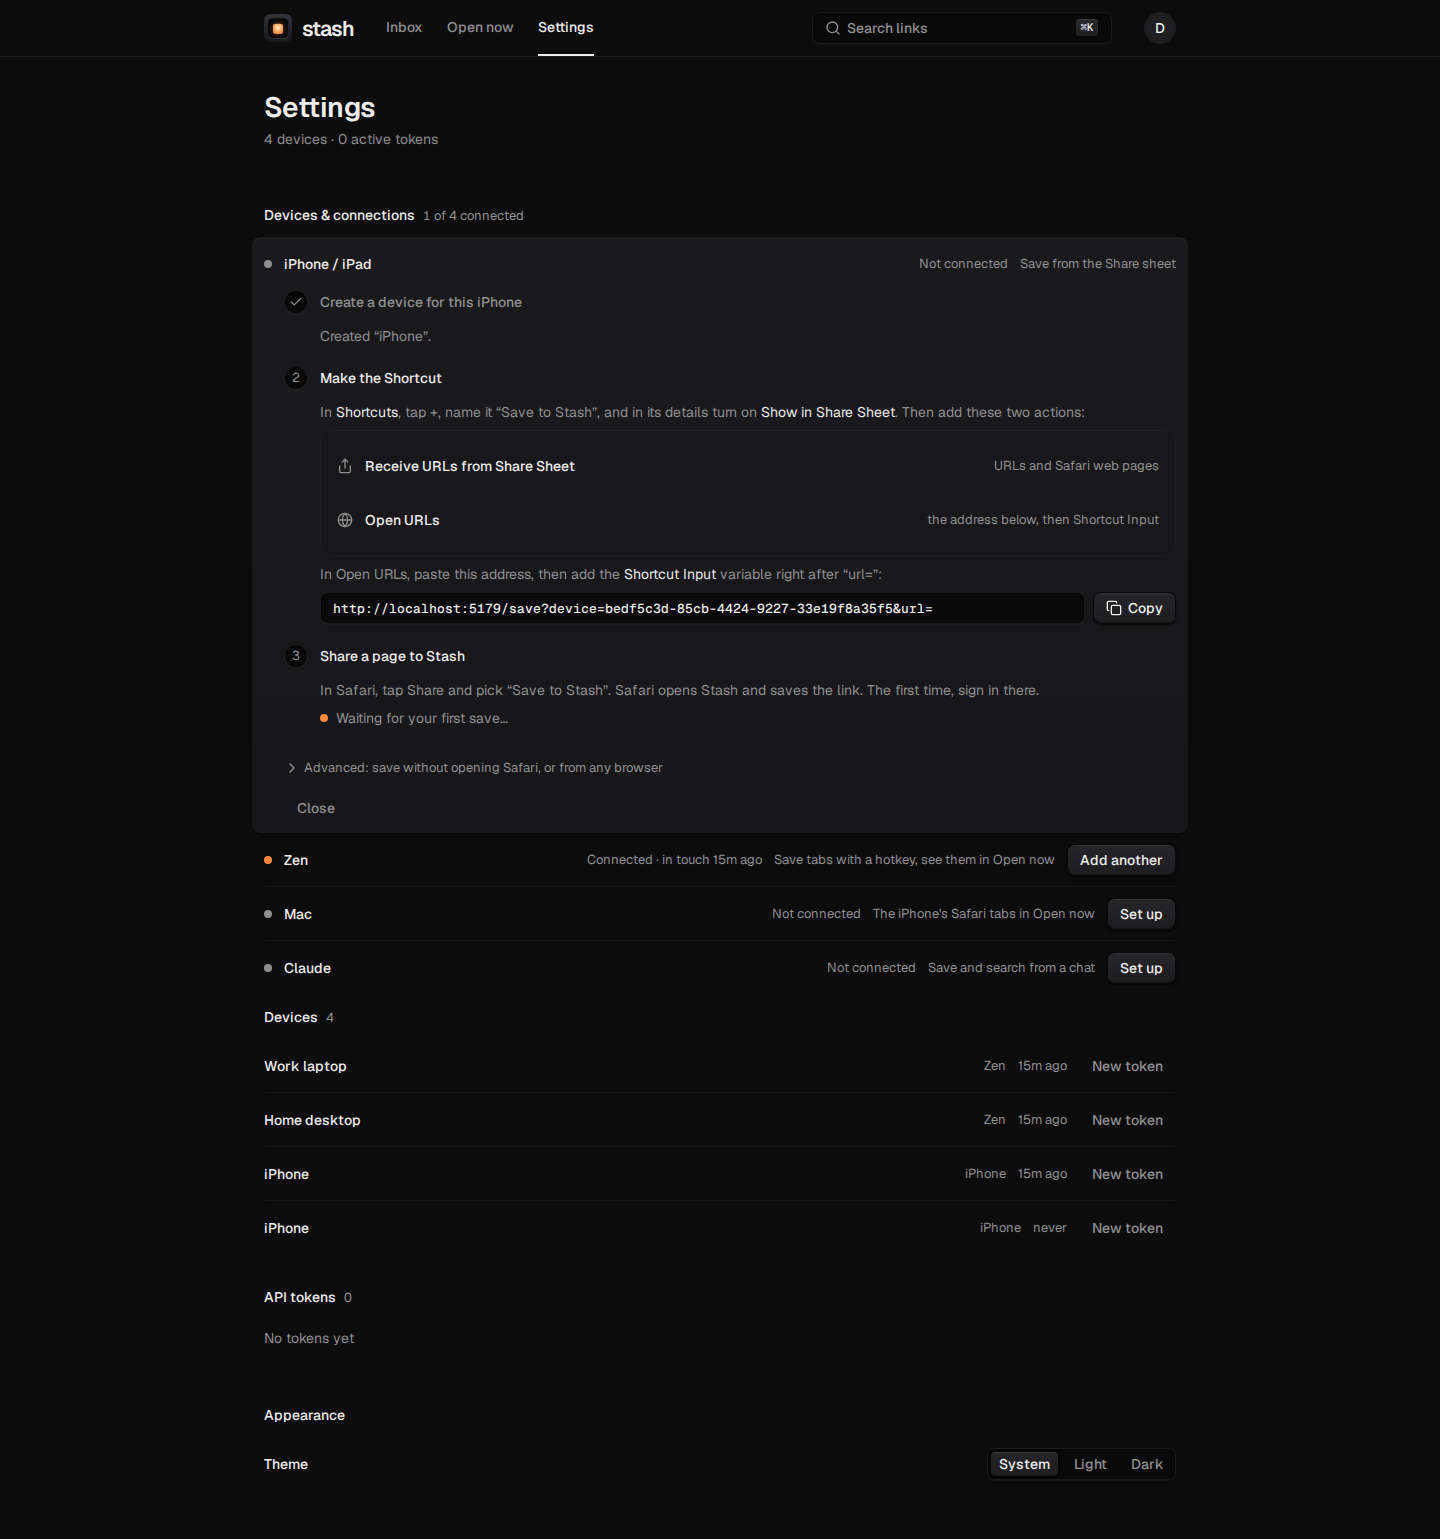 stash Inbox Open now Settings Search links ⌘K D
Settings
4 devices · 0 active tokens
Devices & connections 1 of 4 connected
iPhone / iPad Not connected Save from the Share sheet
Create a device for this iPhone
Created “iPhone”.
2 Make the Shortcut
In Shortcuts, tap +, name it “Save to Stash”, and in its details turn on Show in Share Sheet. Then add these two actions:
Receive URLs from Share Sheet URLs and Safari web pages
Open URLs the address below, then Shortcut Input
In Open URLs, paste this address, then add the Shortcut Input variable right after “url=”:
http://localhost:5179/save?device=bedf5c3d-85cb-4424-9227-33e19f8a35f5&url= Copy
3 Share a page to Stash
In Safari, tap Share and pick “Save to Stash”. Safari opens Stash and saves the link. The first time, sign in there.
Waiting for your first save…
Advanced: save without opening Safari, or from any browser
Close
Zen Connected · in touch 15m ago Save tabs with a hotkey, see them in Open now Add another
Mac Not connected The iPhone's Safari tabs in Open now Set up
Claude Not connected Save and search from a chat Set up
Devices 4
Work laptop Zen 15m ago New token
Home desktop Zen 15m ago New token
iPhone iPhone 15m ago New token
iPhone iPhone never New token
API tokens 0
No tokens yet
Appearance
Theme System Light Dark